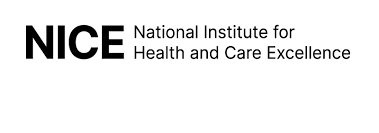 NICE National Institute for
Health and Care Excellence